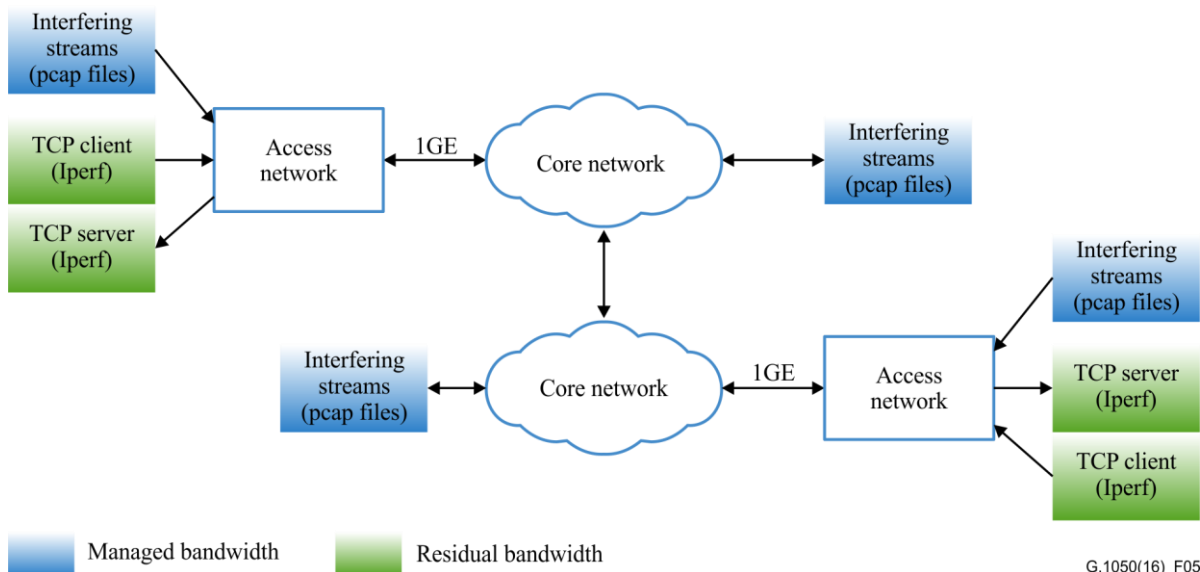 Interfering
streams
(pcap files)
TCP client
(Iperf)
TCP server
(Iperf)
Access
network
1GE
Core network
Interfering
streams
(pcap files)
Interfering
streams
(pcap files)
Core network
1GE
Access
network
Interfering
streams
(pcap files)
TCP server
(Iperf)
TCP client
(Iperf)
Managed bandwidth
Residual bandwidth
G.1050(16)_F05